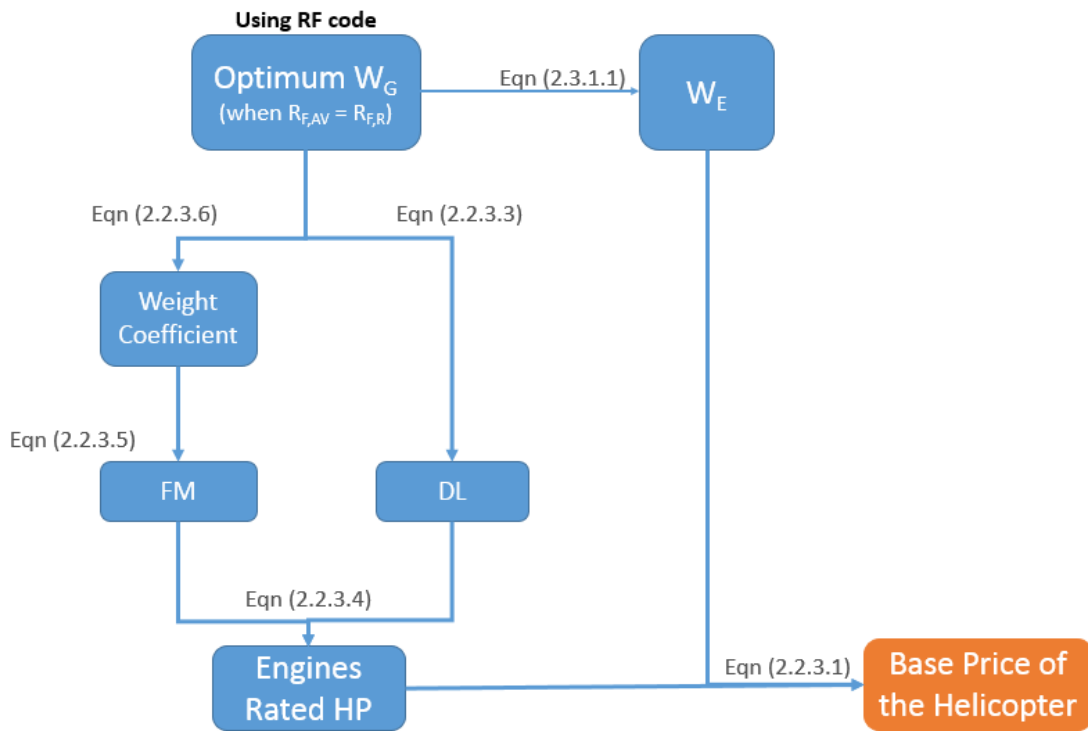 Using RF code
Optimum W_G
(when R_F,AV = R_F,R)
Eqn (2.3.1.1)
W_E
Eqn (2.2.3.6)
Eqn (2.2.3.3)
Weight
Coefficient
Eqn (2.2.3.5)
FM
DL
Eqn (2.2.3.4)
Engines
Rated HP
Eqn (2.2.3.1)
Base Price of
the Helicopter